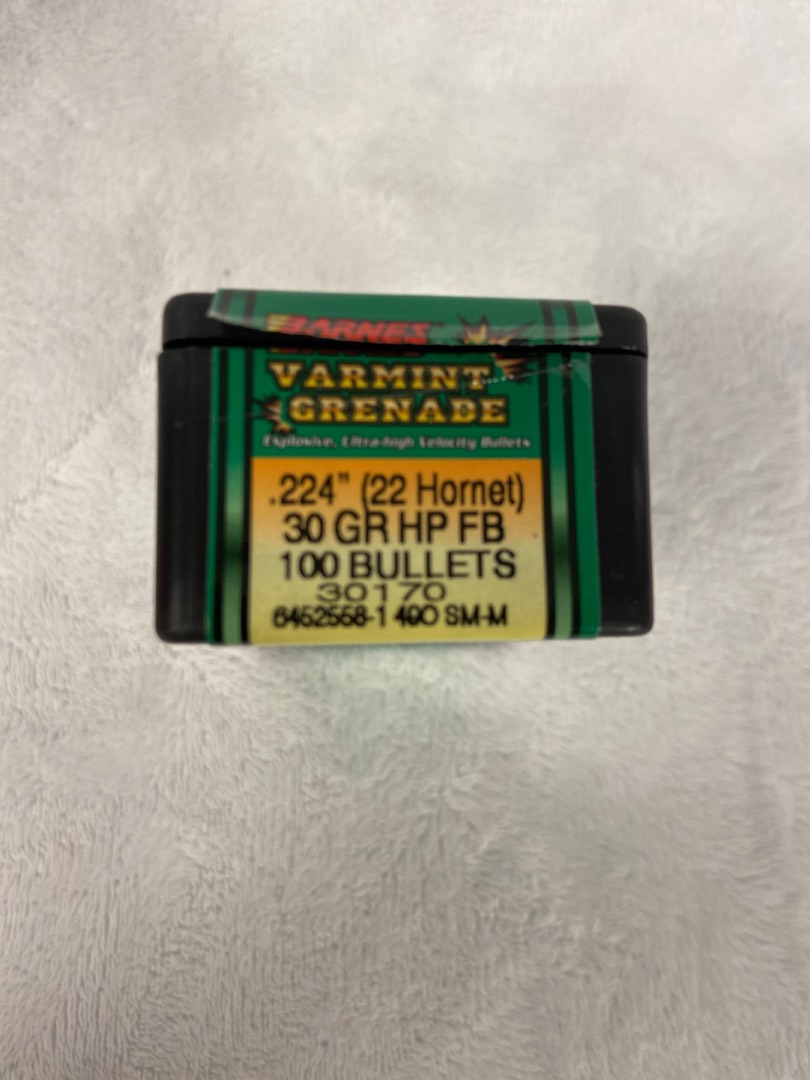 BARNES
VARMINT
GRENADE
Explosive, Ultra-high Velocity Bullets
.224" (22 Hornet)
30 GR HP FB
100 BULLETS
30170
6452558-1 490 SM-M